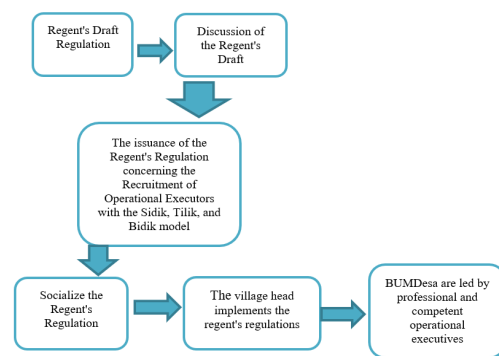 Regent's Draft
Regulation
Discussion of
the Regent's
Draft
The issuance of the
Regent's Regulation
concerning the
Recruitment of
Operational Executors
with the Sidik, Tilik, and
Bidik model
Socialize the
Regent's
Regulation
The village head
implements the
regent's regulations
BUMDesa are led by
professional and
competent
operational
executives